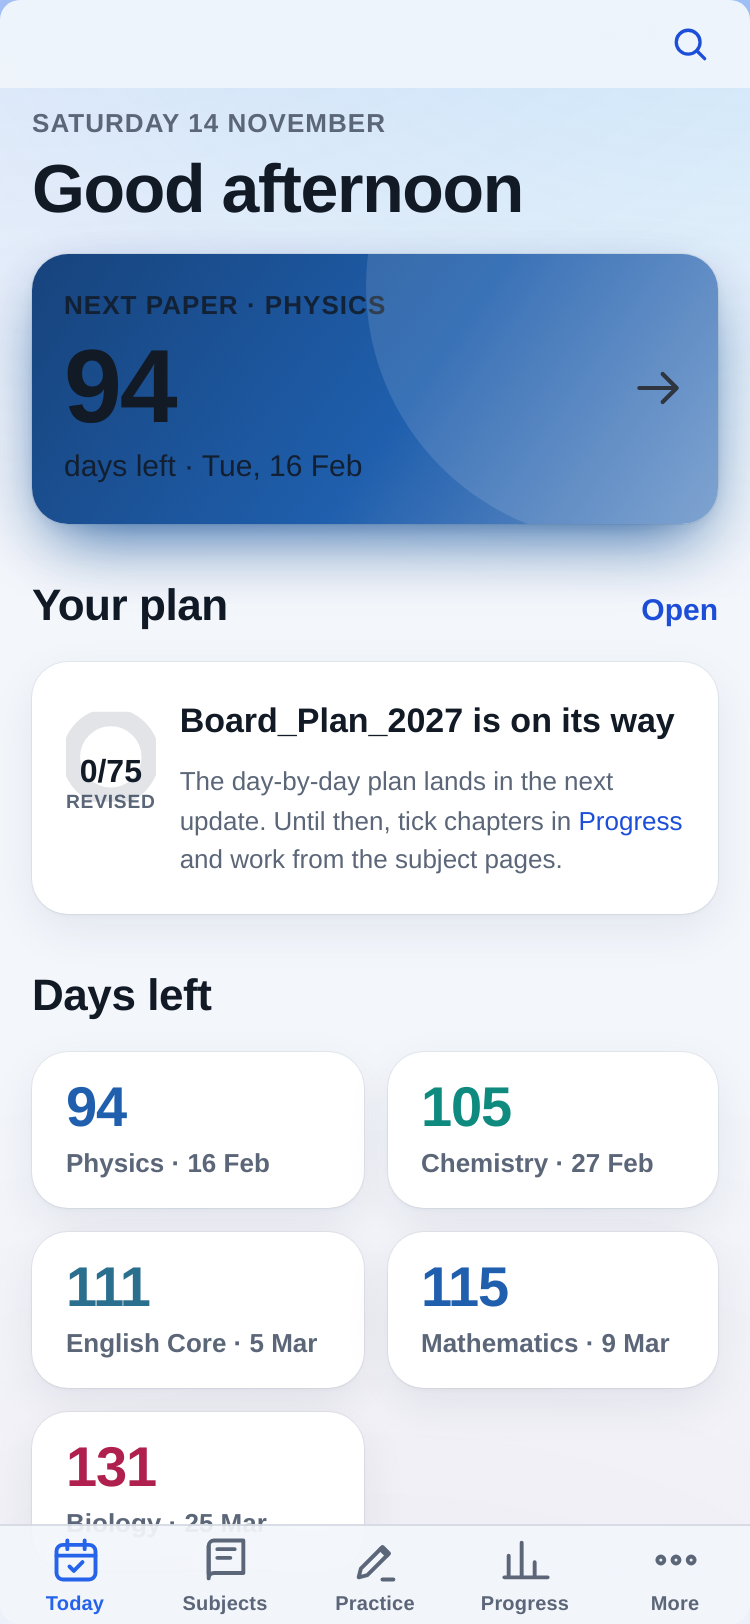 SATURDAY 14 NOVEMBER
Good afternoon
NEXT PAPER · PHYSICS
94
days left · Tue, 16 Feb
Your plan
Open
0/75
REVISED
Board_Plan_2027 is on its way
The day-by-day plan lands in the next
update. Until then, tick chapters in Progress
and work from the subject pages.
Days left
94
Physics · 16 Feb
105
Chemistry · 27 Feb
111
English Core · 5 Mar
115
Mathematics · 9 Mar
131
Biology · 25 Mar
Today
Subjects
Practice
Progress
More